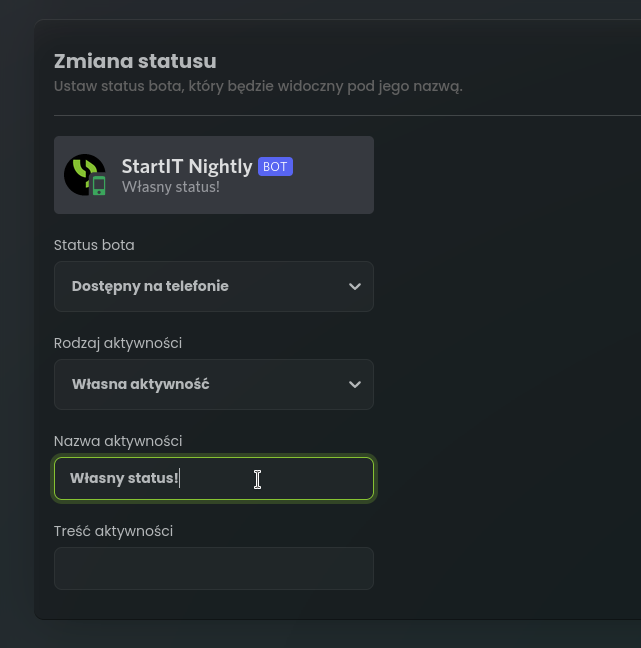 Zmiana statusu
Ustaw status bota, który będzie widoczny pod jego nazwą.
StartIT Nightly BOT
Własny status!
Status bota
Dostępny na telefonie
Rodzaj aktywności
Własna aktywność
Nazwa aktywności
Własny status!
Treść aktywności